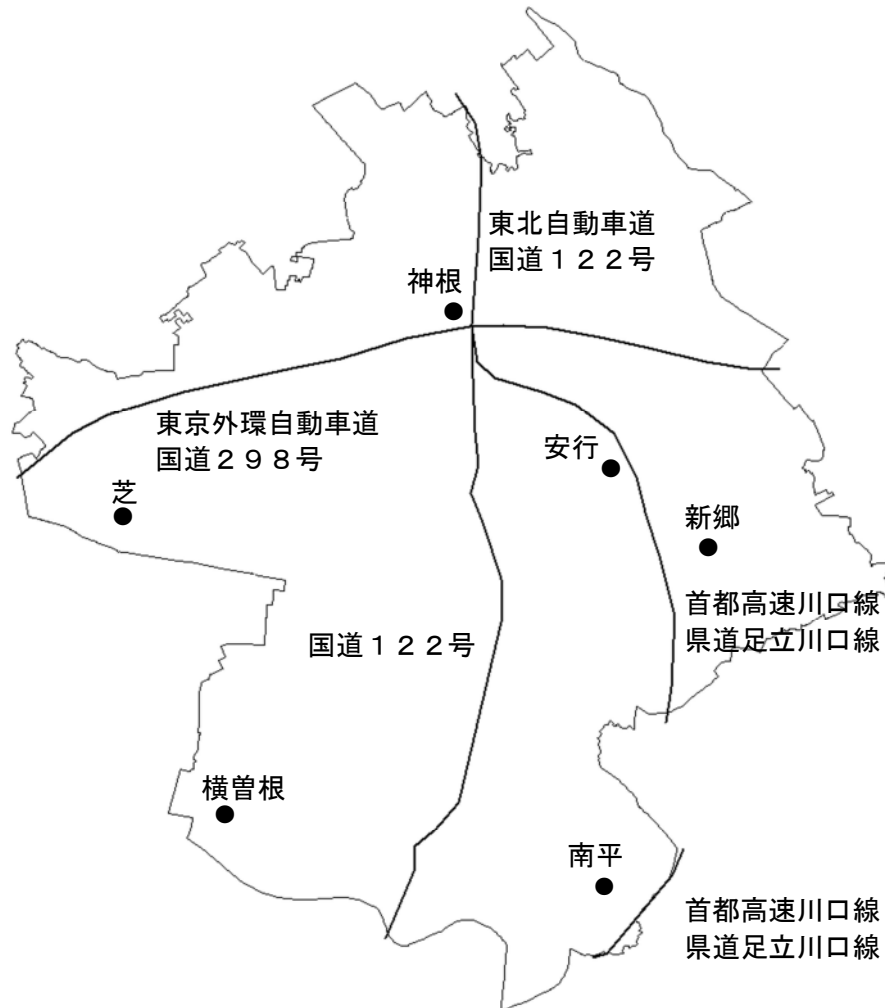 東北自動車道
国道１２２号
神根
東京外環自動車道
国道２９８号
安行
芝
新郷
首都高速川口線
県道足立川口線
国道１２２号
横曽根
南平
首都高速川口線
県道足立川口線